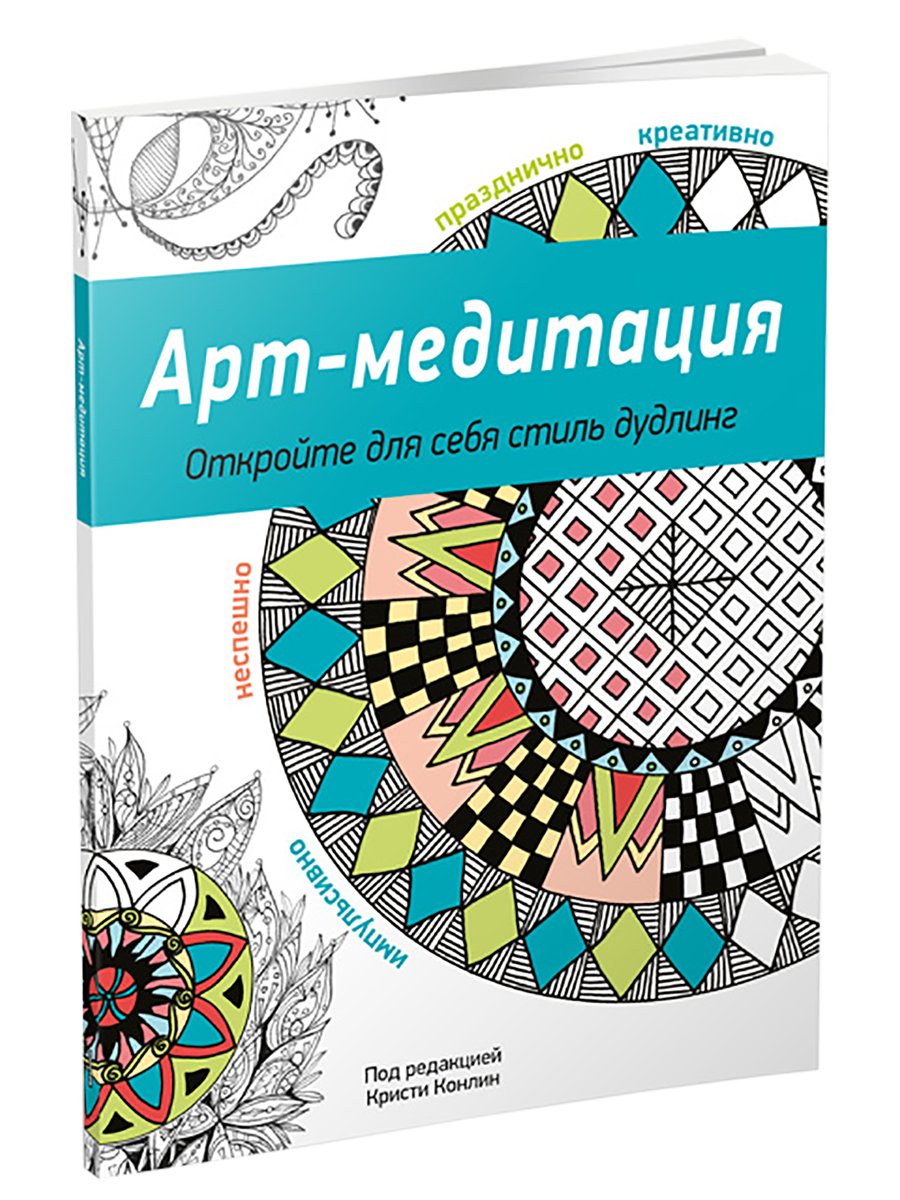 креативно
празднично
Арт-медитация
Откройте для себя стиль дудлинг
Арт-медитация
неспешно
импульсивно
Под редакцией
Кристи Конлин